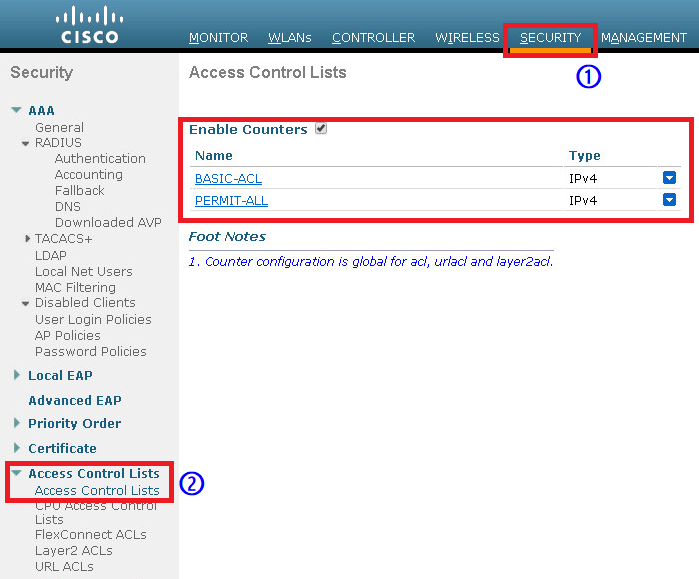 CISCO
MONITOR WLANs CONTROLLER WIRELESS SECURITY MANAGEMENT
1
Security
AAA
General
RADIUS
Authentication
Accounting
Fallback
DNS
Downloaded AVP
TACACS+
LDAP
Local Net Users
MAC Filtering
Disabled Clients
User Login Policies
AP Policies
Password Policies
Local EAP
Advanced EAP
Priority Order
Certificate
Access Control Lists
Access Control Lists
2
CPU Access Control
Lists
FlexConnect ACLs
Layer2 ACLs
URL ACLs
Access Control Lists
Enable Counters
Name Type
BASIC-ACL IPv4
PERMIT-ALL IPv4
Foot Notes
1. Counter configuration is global for acl, urlacl and layer2acl.